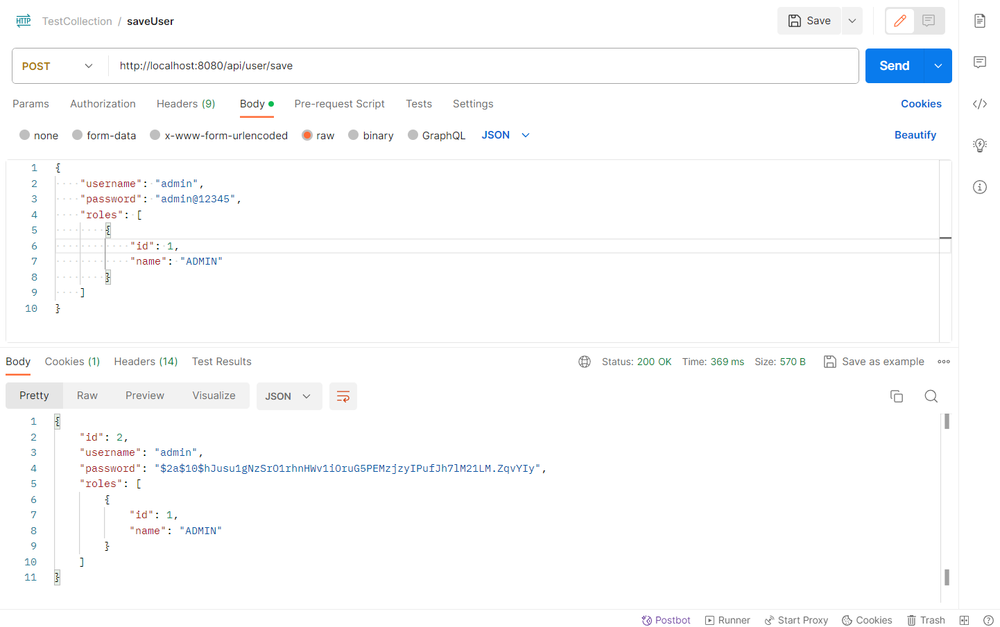 HTTP TestCollection / saveUser Save
POST http://localhost:8080/api/user/save Send
Params Authorization Headers (9) Body Pre-request Script Tests Settings Cookies
none form-data x-www-form-urlencoded raw binary GraphQL JSON Beautify
1 {
2 "username": "admin",
3 "password": "admin@12345",
4 "roles": [
5 {
6 "id": 1,
7 "name": "ADMIN"
8 }
9 ]
10 }
Body Cookies (1) Headers (14) Test Results Status: 200 OK Time: 369 ms Size: 570 B Save as example
Pretty Raw Preview Visualize JSON
1 {
2 "id": 2,
3 "username": "admin",
4 "password": "$2a$10$hJusu1gNzSrO1rhnHWv1iOruG5PEMzjzyIPufJh7lM21LM.ZqvYIy",
5 "roles": [
6 {
7 "id": 1,
8 "name": "ADMIN"
9 }
10 ]
11 }
Postbot Runner Start Proxy Cookies Trash